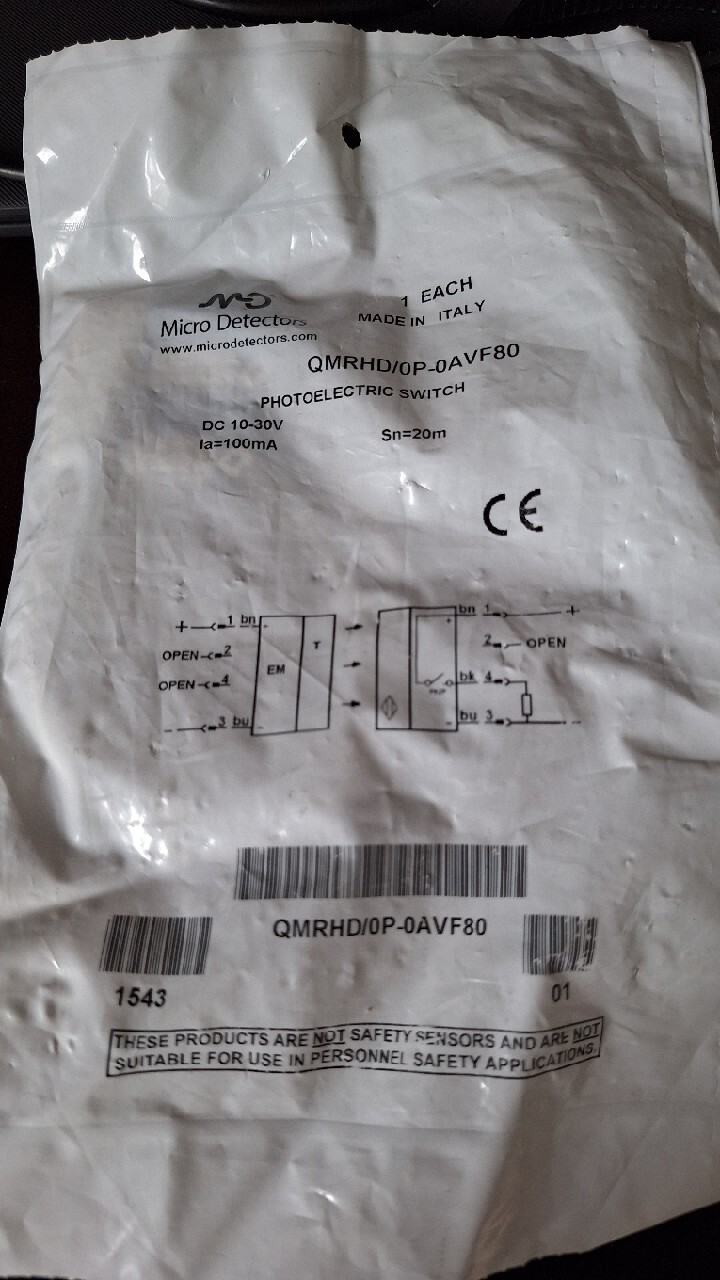 MD
Micro Detectors
www.microdetectors.com
1 EACH
MADE IN ITALY
QMRHD/0P-0AVF80
PHOTOELECTRIC SWITCH
DC 10-30V
Ia=100mA
Sn=20m
CE
+ 1 bn
OPEN 2
OPEN 4
- 3 bu
EM
T
bn 1 +
2 OPEN
bk 4
PNP
bu 3 -
QMRHD/0P-0AVF80
1543
01
THESE PRODUCTS ARE NOT SAFETY SENSORS AND ARE NOT
SUITABLE FOR USE IN PERSONNEL SAFETY APPLICATIONS.